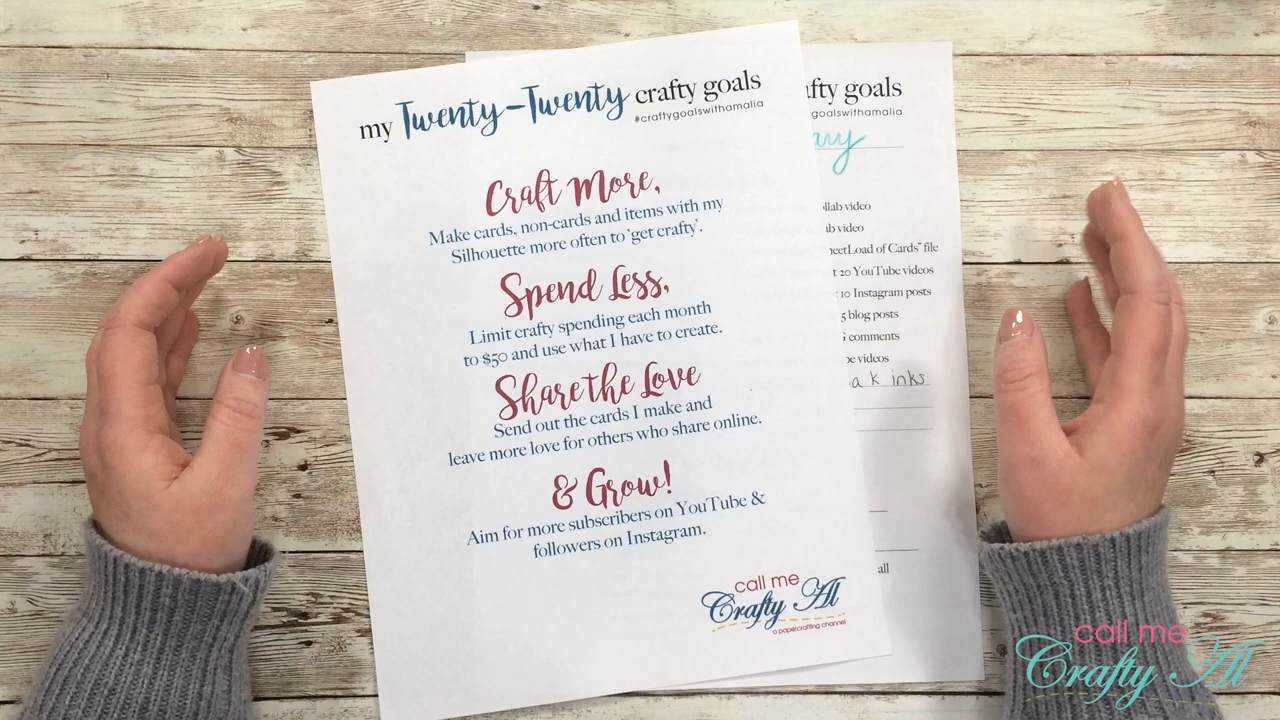 my Twenty-Twenty crafty goals
#craftygoalswithamalia
Craft More,
Make cards, non-cards and items with my
Silhouette more often to 'get crafty'.
Spend Less,
Limit crafty spending each month
to $50 and use what I have to create.
Share the Love
Send out the cards I make and
leave more love for others who share online.
& Grow!
Aim for more subscribers on YouTube &
followers on Instagram.
call me
Crafty Al
a papercrafting channel
fty goals
goalswithamalia
ary
ollab video
video
of Cards" file
20 YouTube videos
10 Instagram posts
5 blog posts
comments
videos
inks
all
call me
Crafty Al